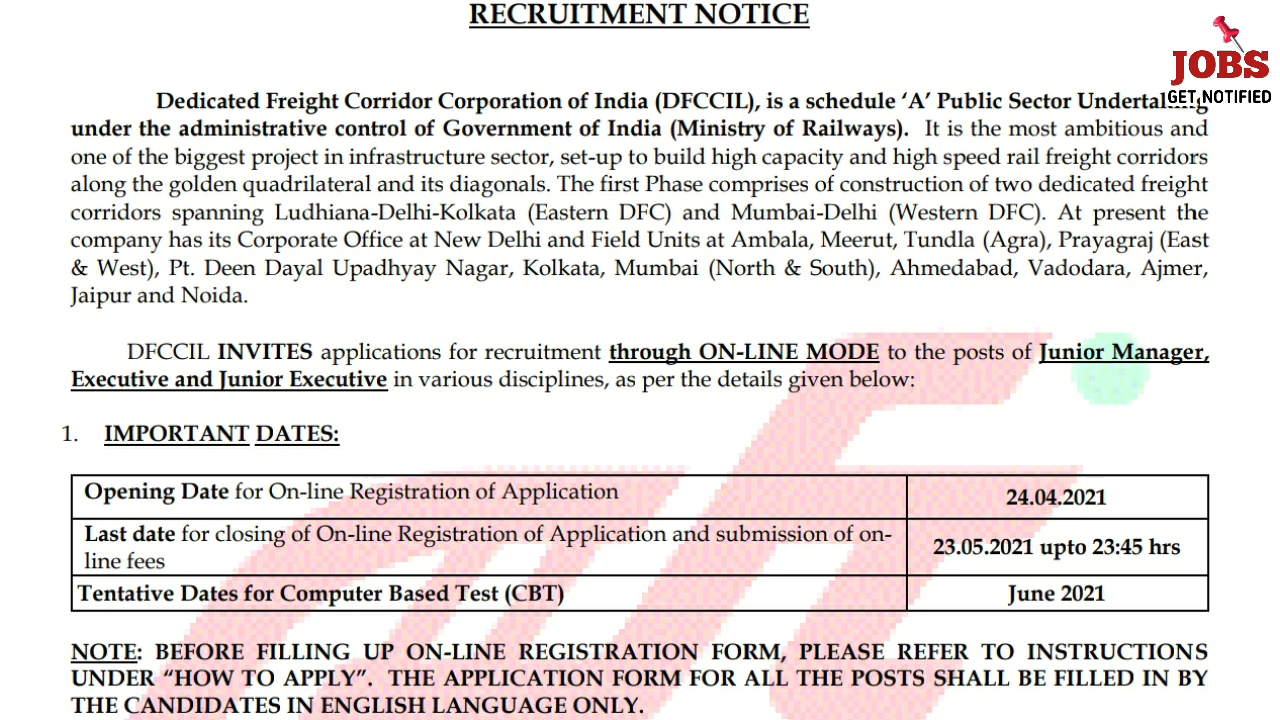 RECRUITMENT NOTICE
JOBS
GET NOTIFIED
Dedicated Freight Corridor Corporation of India (DFCCIL), is a schedule ‘A’ Public Sector Undertaking
under the administrative control of Government of India (Ministry of Railways). It is the most ambitious and
one of the biggest project in infrastructure sector, set-up to build high capacity and high speed rail freight corridors
along the golden quadrilateral and its diagonals. The first Phase comprises of construction of two dedicated freight
corridors spanning Ludhiana-Delhi-Kolkata (Eastern DFC) and Mumbai-Delhi (Western DFC). At present the
company has its Corporate Office at New Delhi and Field Units at Ambala, Meerut, Tundla (Agra), Prayagraj (East
& West), Pt. Deen Dayal Upadhyay Nagar, Kolkata, Mumbai (North & South), Ahmedabad, Vadodara, Ajmer,
Jaipur and Noida.
DFCCIL INVITES applications for recruitment through ON-LINE MODE to the posts of Junior Manager,
Executive and Junior Executive in various disciplines, as per the details given below:
1. IMPORTANT DATES:
Opening Date for On-line Registration of Application 24.04.2021
Last date for closing of On-line Registration of Application and submission of on-
line fees 23.05.2021 upto 23:45 hrs
Tentative Dates for Computer Based Test (CBT) June 2021
NOTE: BEFORE FILLING UP ON-LINE REGISTRATION FORM, PLEASE REFER TO INSTRUCTIONS
UNDER “HOW TO APPLY”. THE APPLICATION FORM FOR ALL THE POSTS SHALL BE FILLED IN BY
THE CANDIDATES IN ENGLISH LANGUAGE ONLY.